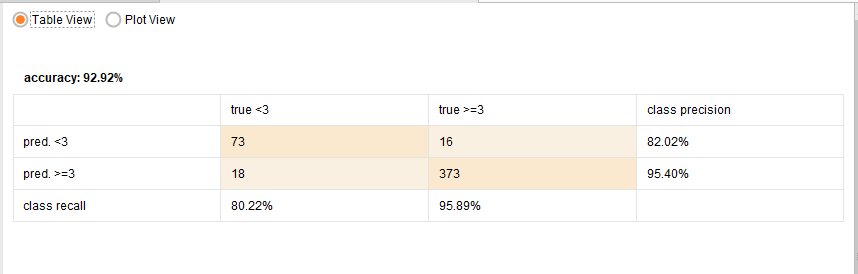 Table View Plot View
accuracy: 92.92%
true <3 true >=3 class precision
pred. <3 73 16 82.02%
pred. >=3 18 373 95.40%
class recall 80.22% 95.89%